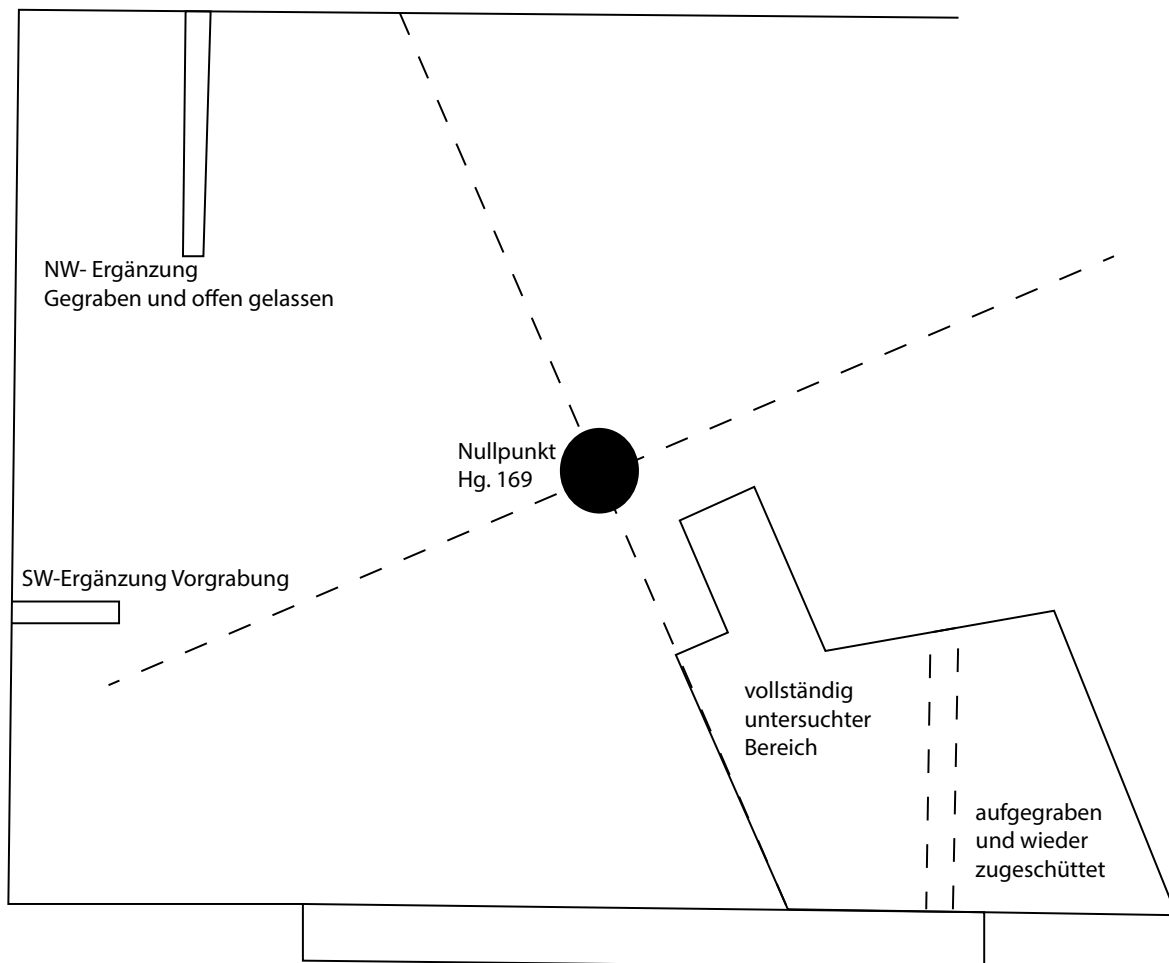 NW- Ergänzung
Gegraben und offen gelassen
Nullpunkt
Hg. 169
SW-Ergänzung Vorgrabung
vollständig
untersuchter
Bereich
aufgegraben
und wieder
zugeschüttet